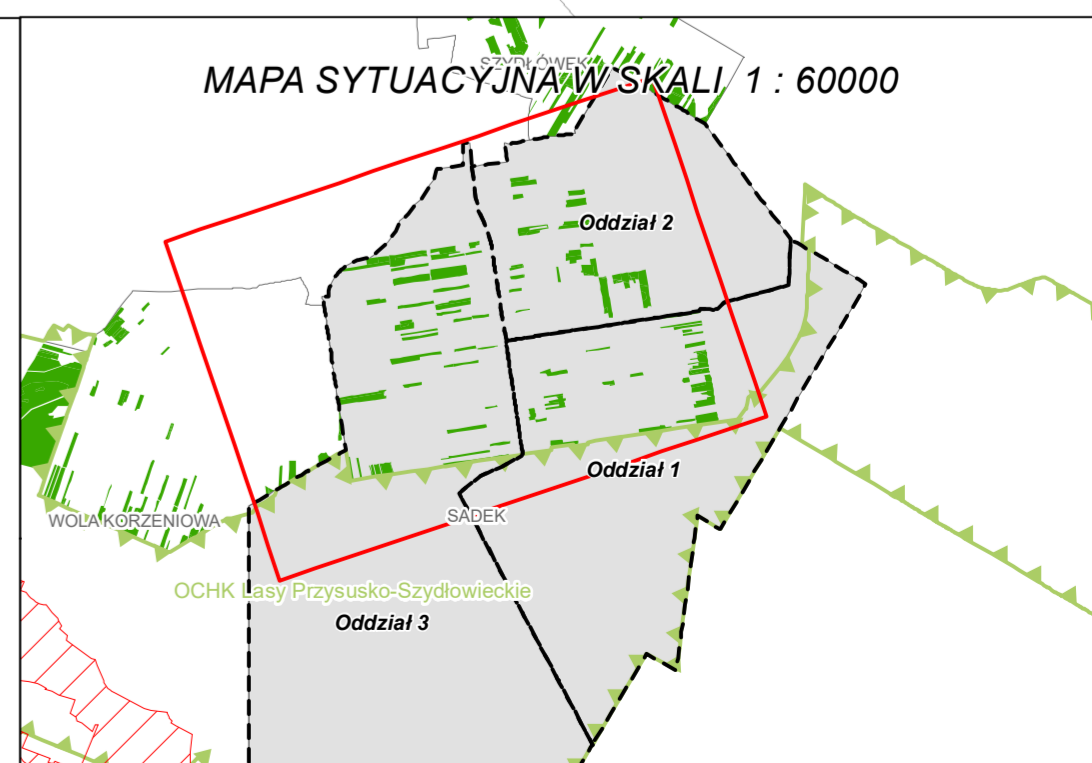 SZYDŁÓWEK
MAPA SYTUACYJNA W SKALI 1 : 60000
Oddział 2
Oddział 1
SADEK
WOLA KORZENIOWA
OCHK Lasy Przysusko-Szydłowieckie
Oddział 3